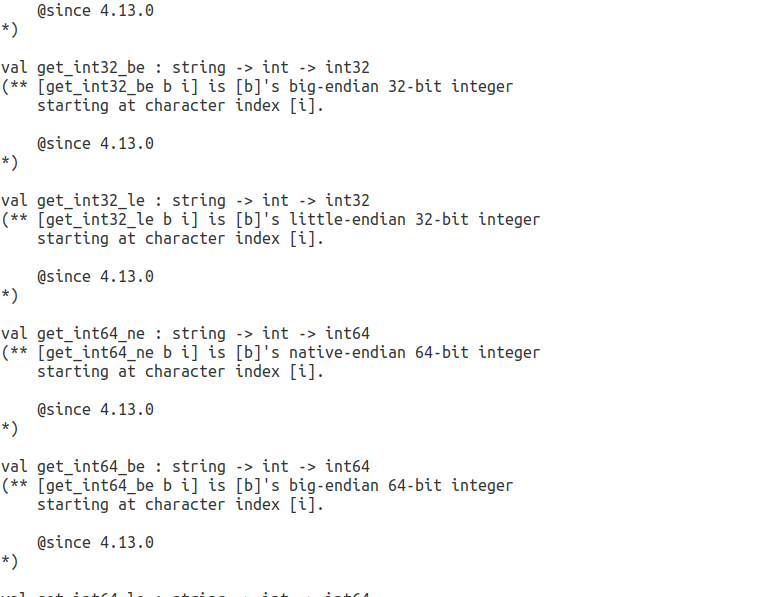 @since 4.13.0
*)

val get_int32_be : string -> int -> int32
(** [get_int32_be b i] is [b]'s big-endian 32-bit integer
    starting at character index [i].

    @since 4.13.0
*)

val get_int32_le : string -> int -> int32
(** [get_int32_le b i] is [b]'s little-endian 32-bit integer
    starting at character index [i].

    @since 4.13.0
*)

val get_int64_ne : string -> int -> int64
(** [get_int64_ne b i] is [b]'s native-endian 64-bit integer
    starting at character index [i].

    @since 4.13.0
*)

val get_int64_be : string -> int -> int64
(** [get_int64_be b i] is [b]'s big-endian 64-bit integer
    starting at character index [i].

    @since 4.13.0
*)